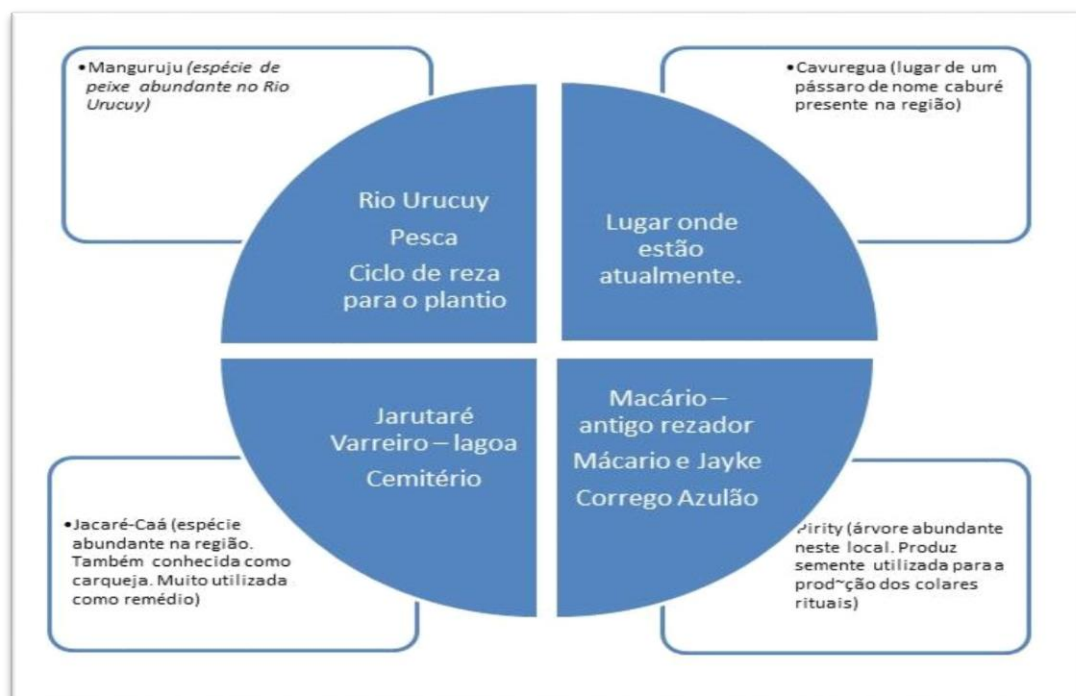 •Manguruju (espécie de
peixe abundante no Rio
Urucuy)
•Cavuregua (lugar de um
pássaro de nome caburé
presente na região)
Rio Urucuy
Pesca
Ciclo de reza
para o plantio
Lugar onde
estão
atualmente.
Jarutaré
Varreiro – lagoa
Cemitério
Macário –
antigo rezador
Mácario e Jayke
Corrego Azulão
•Jacaré-Caá (espécie
abundante na região.
Também conhecida como
carqueja. Muito utilizada
como remédio)
Pirity (árvore abundante
neste local. Produz
semente utilizada para a
prod~ção dos colares
rituais)